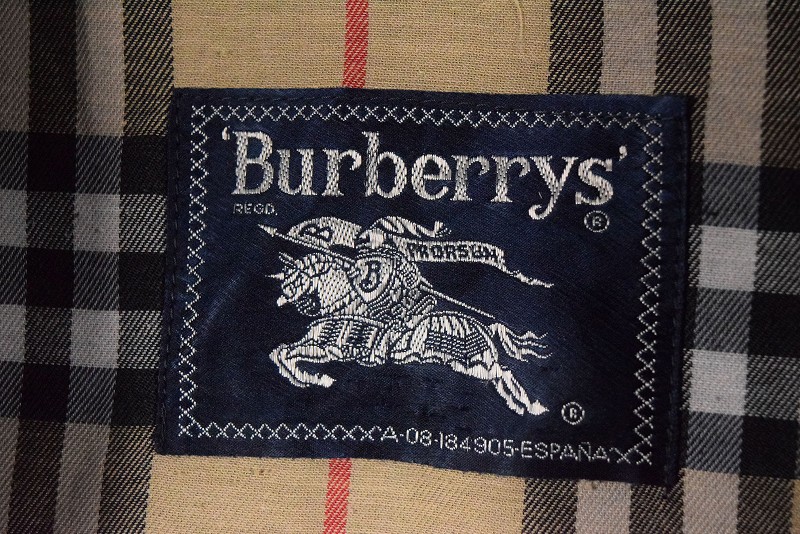 'Burberrys'
REGD. ®
B
PRORSUM
B
®
A-08-184905-ESPAÑA